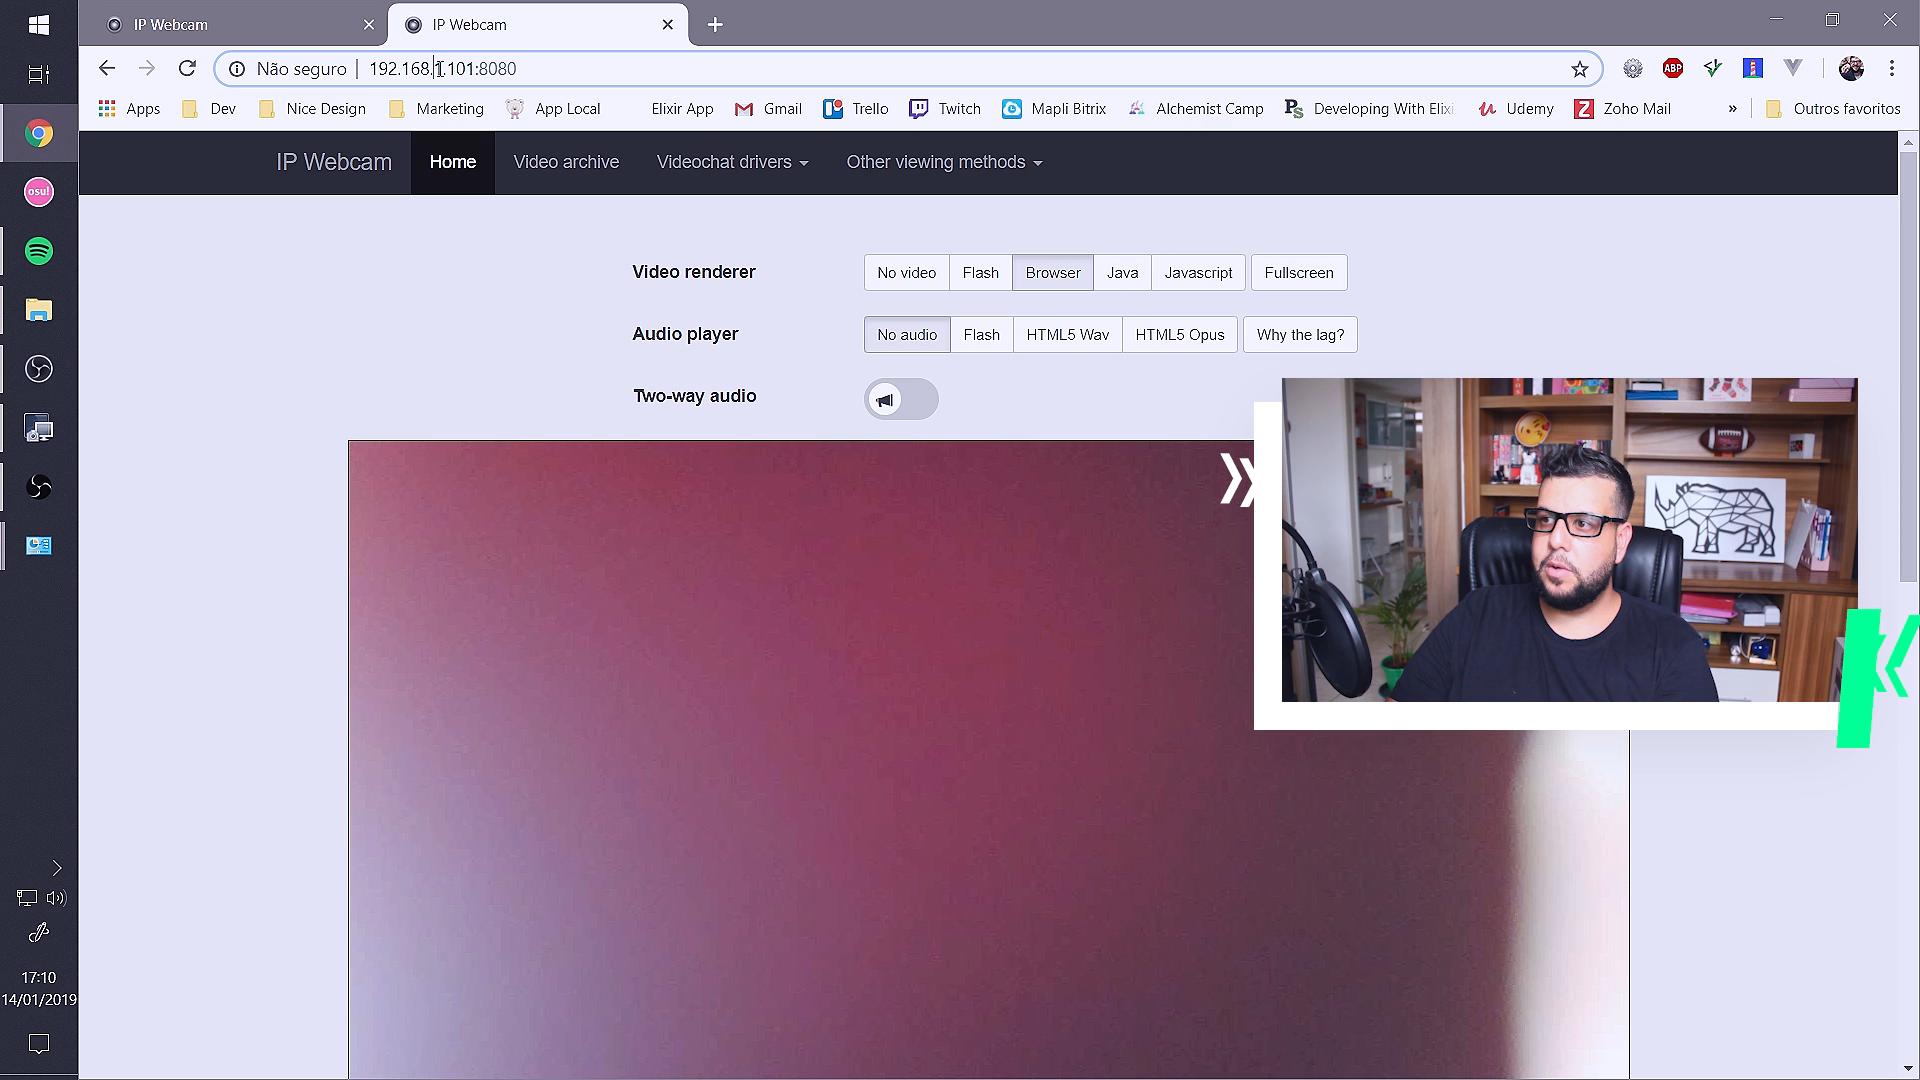 IP Webcam
IP Webcam
Não seguro 192.168.1.101:8080
ABP
Apps Dev Nice Design Marketing App Local Elixir App Gmail Trello Twitch Mapli Bitrix Alchemist Camp Developing With Elixi Udemy Zoho Mail » Outros favoritos
IP Webcam Home Video archive Videochat drivers Other viewing methods
osu!
Video renderer No video Flash Browser Java Javascript Fullscreen
Audio player No audio Flash HTML5 Wav HTML5 Opus Why the lag?
Two-way audio
17:10
14/01/2019